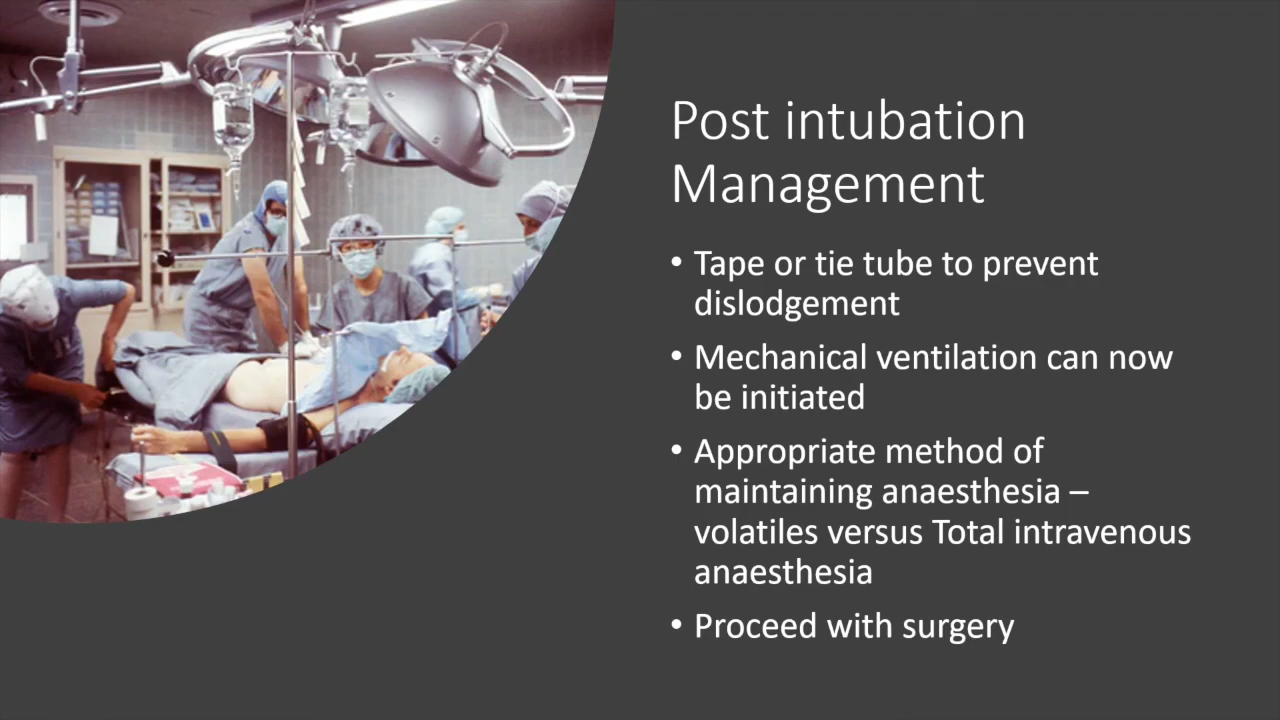 Post intubation
Management
• Tape or tie tube to prevent
dislodgement
• Mechanical ventilation can now
be initiated
• Appropriate method of
maintaining anaesthesia –
volatiles versus Total intravenous
anaesthesia
• Proceed with surgery